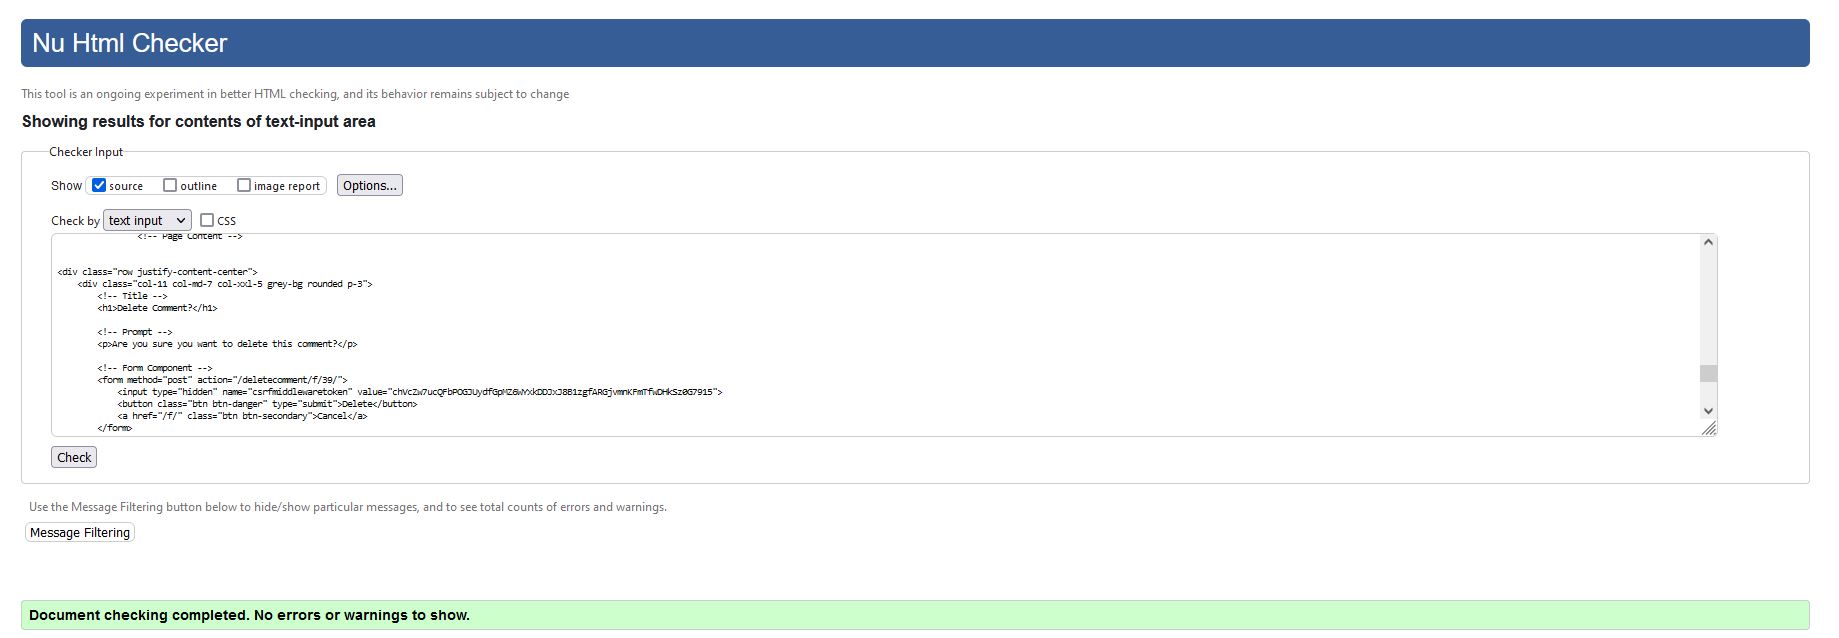 Nu Html Checker
This tool is an ongoing experiment in better HTML checking, and its behavior remains subject to change
Showing results for contents of text-input area
Checker Input
Show source outline image report Options...
Check by text input CSS
<!-- Page Content -->
<div class="row justify-content-center">
<div class="col-11 col-md-7 col-xxl-5 grey-bg rounded p-3">
<!-- Title -->
<h1>Delete Comment?</h1>
<!-- Prompt -->
<p>Are you sure you want to delete this comment?</p>
<!-- Form Component -->
<form method="post" action="/deletecomment/f/39/">
<input type="hidden" name="csrfmiddlewaretoken" value=">
<button class="btn btn-danger" type="submit">Delete</button>
<a href="/f/" class="btn btn-secondary">Cancel</a>
</form>
Check
Use the Message Filtering button below to hide/show particular messages, and to see total counts of errors and warnings.
Message Filtering
Document checking completed. No errors or warnings to show.